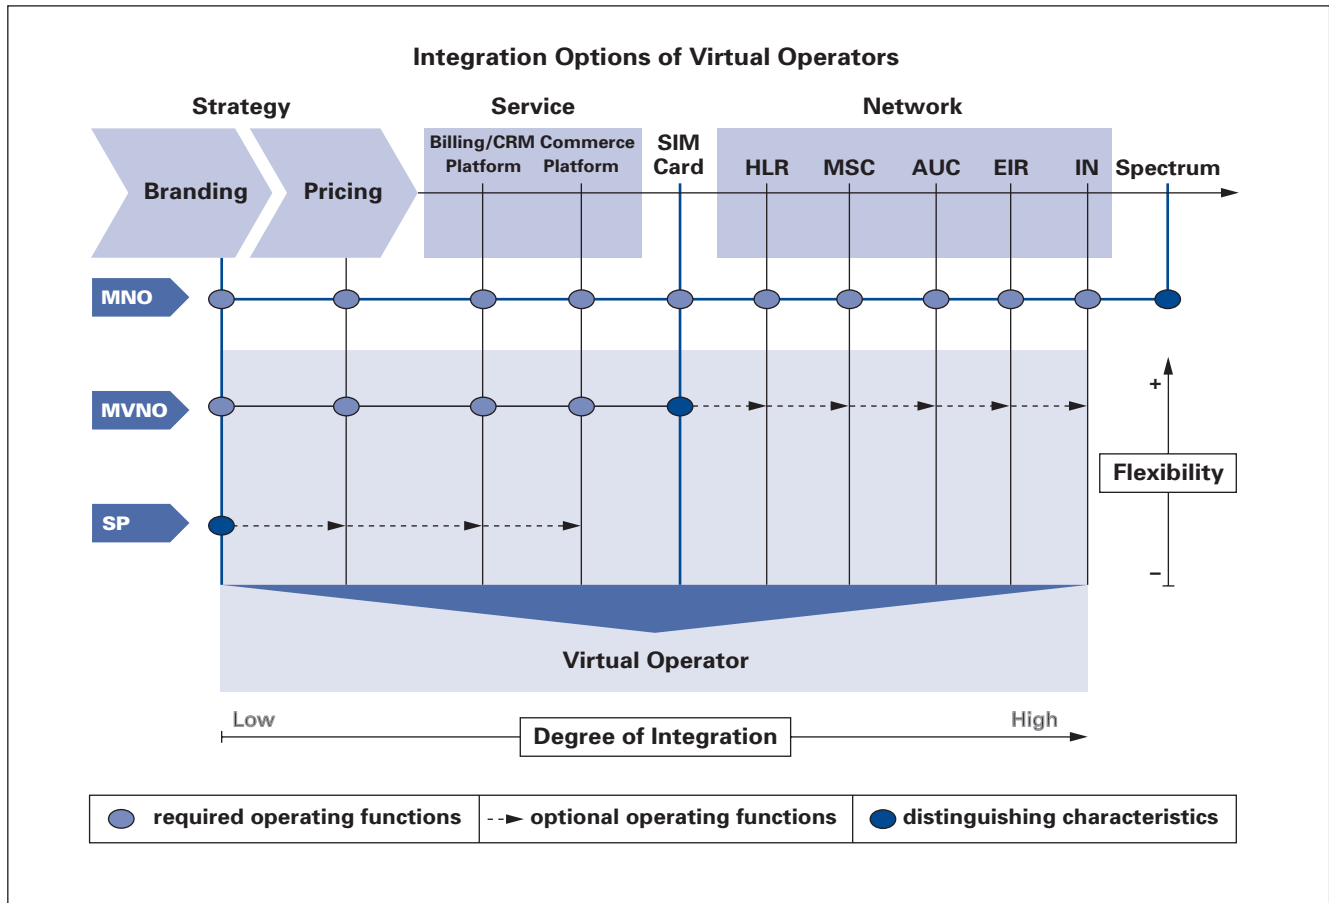 Integration Options of Virtual Operators
Strategy Service Network
Billing/CRM Commerce SIM
Platform Platform Card
HLR MSC AUC EIR IN Spectrum
Branding Pricing
MNO
+
MVNO
Flexibility
SP
–
Virtual Operator
Low High
Degree of Integration
required operating functions optional operating functions distinguishing characteristics